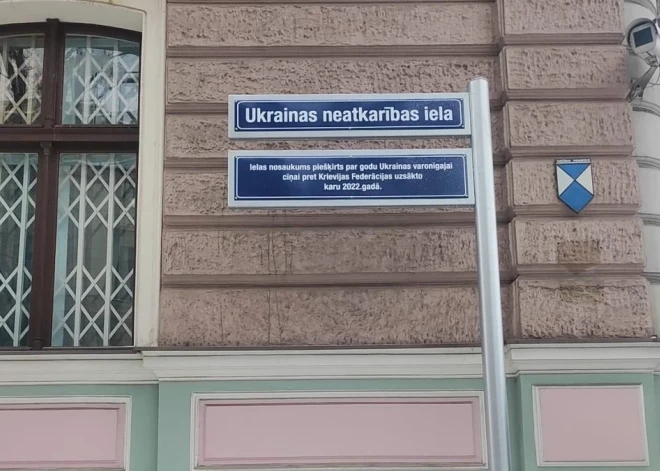 Ukrainas neatkarības iela
Ielas nosaukums piešķirts par godu Ukrainas varonīgajai
cīņai pret Krievijas Federācijas uzsākto
karu 2022.gadā.